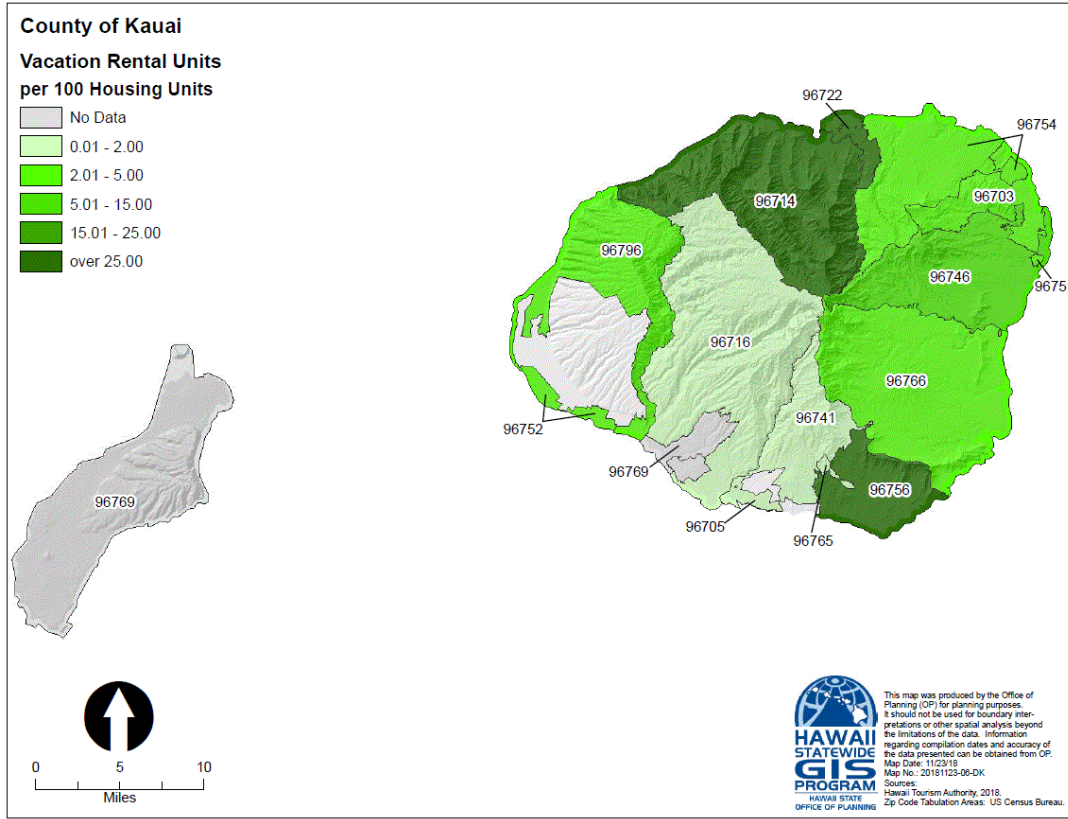 County of Kauai
Vacation Rental Units
per 100 Housing Units
No Data
0.01 - 2.00
2.01 - 5.00
5.01 - 15.00
15.01 - 25.00
over 25.00
96722
96754
96714
96703
96796
96746
9675
96716
96766
96741
96752
96769
96756
96769
96705
96765
0 5 10
Miles
HAWAII
STATEWIDE
GIS
PROGRAM
HAWAII STATE
OFFICE OF PLANNING
This map was produced by the Office of
Planning (OP) for planning purposes.
It should not be used for boundary inter-
pretations or other spatial analysis beyond
the limitations of the data. Information
regarding compilation dates and accuracy of
the data presented can be obtained from OP.
Map Date: 11/23/18
Map No.: 20181123-06-DK
Sources:
Hawaii Tourism Authority, 2018.
Zip Code Tabulation Areas: US Census Bureau.